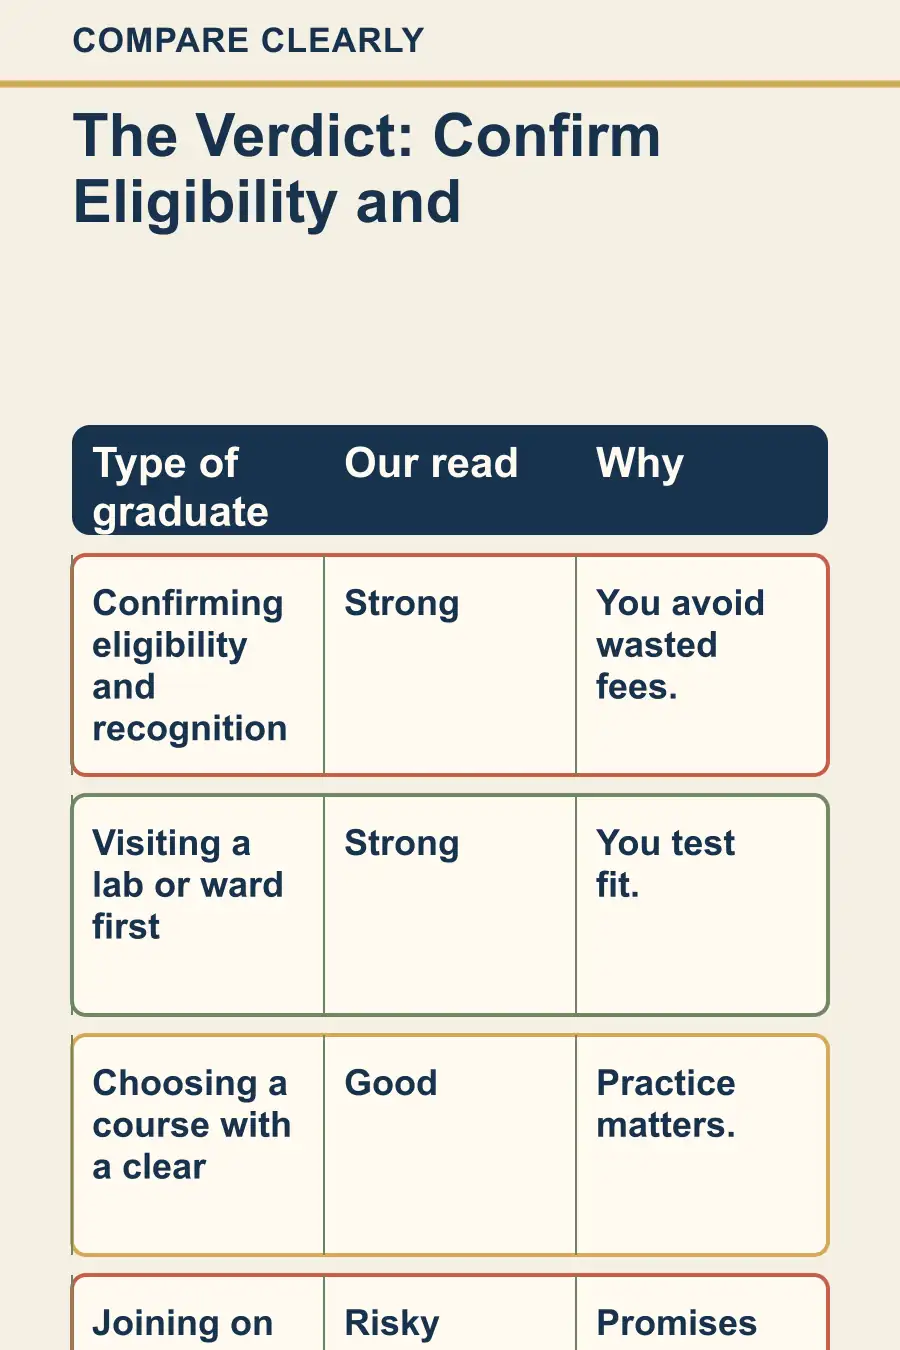 COMPARE CLEARLY
The Verdict: Confirm
Eligibility and
Type of
graduate
Our read
Why
Confirming
eligibility
and
recognition
Strong
You avoid
wasted
fees.
Visiting a
lab or ward
first
Strong
You test
fit.
Choosing a
course with
a clear
Good
Practice
matters.
Joining on
Risky
Promises